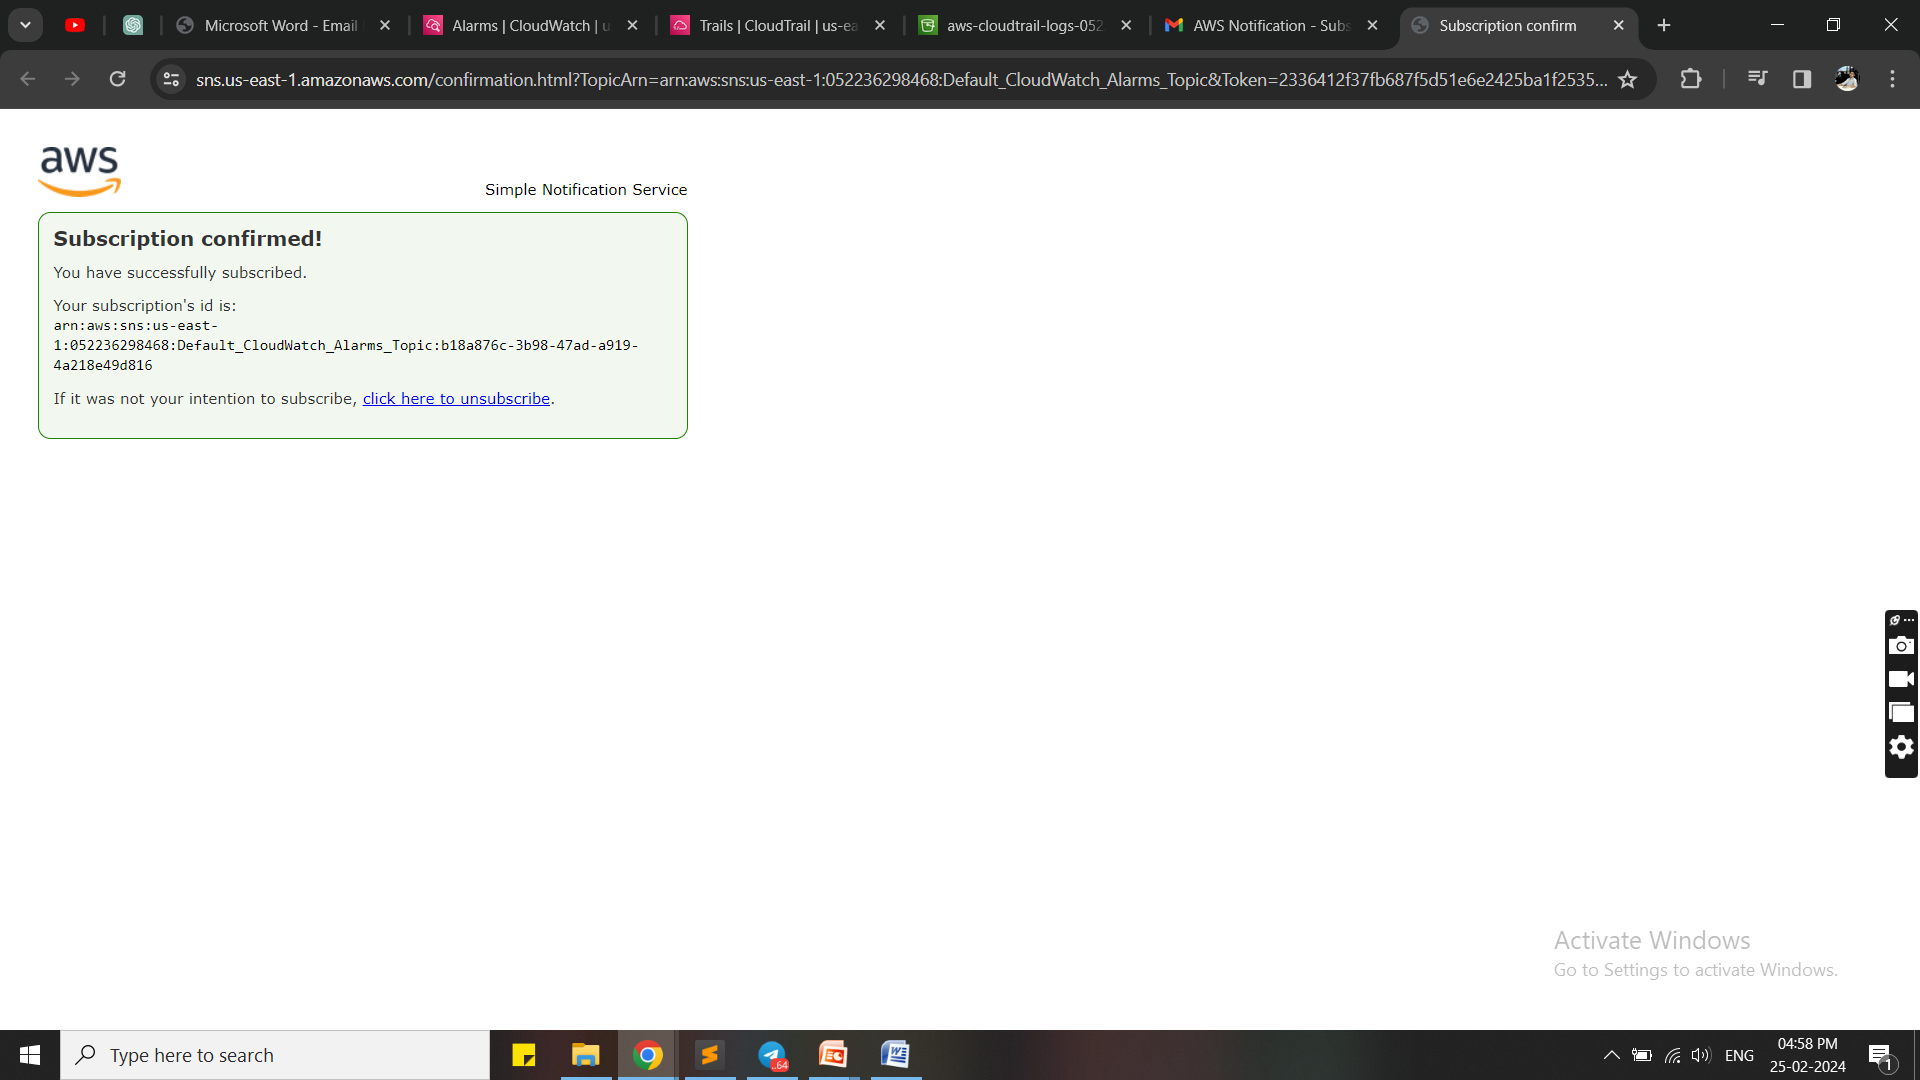 Microsoft Word - Email
Alarms | CloudWatch | u
Trails | CloudTrail | us-ea
aws-cloudtrail-logs-052
AWS Notification - Subs
Subscription confirm
sns.us-east-1.amazonaws.com/confirmation.html?TopicArn=arn:aws:sns:us-east-1:052236298468:Default_CloudWatch_Alarms_Topic&Token=2336412f37fb687f5d51e6e2425ba1f2535...
aws
Simple Notification Service
Subscription confirmed!
You have successfully subscribed.
Your subscription's id is:
arn:aws:sns:us-east-
1:052236298468:Default_CloudWatch_Alarms_Topic:b18a876c-3b98-47ad-a919-
4a218e49d816
If it was not your intention to subscribe, click here to unsubscribe.
Activate Windows
Go to Settings to activate Windows.
Type here to search
..64
ENG
04:58 PM
25-02-2024
1